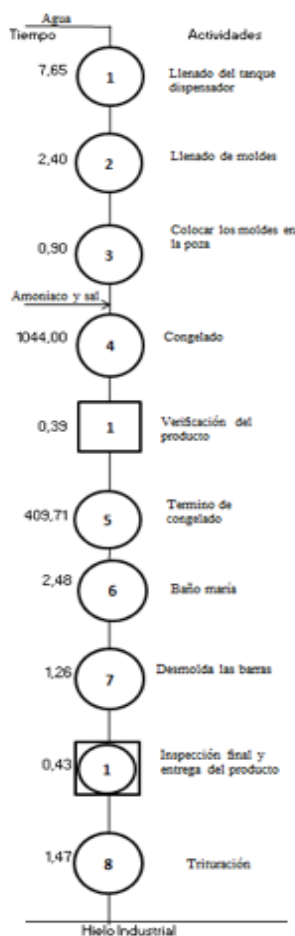 Agua
Tiempo Actividades
7,65 1 Llenado del tanque
dispensador
2,40 2 Llenado de moldes
0,90 3 Colocar los moldes en
la poza
Amoniaco y sal
1044,00 4 Congelado
0,39 1 Verificación del
producto
409,71 5 Termino de
congelado
2,48 6 Baño maria
1,26 7 Desmolda las barras
0,43 1 Inspección final y
entrega del producto
1,47 8 Trituración
Hielo Industrial